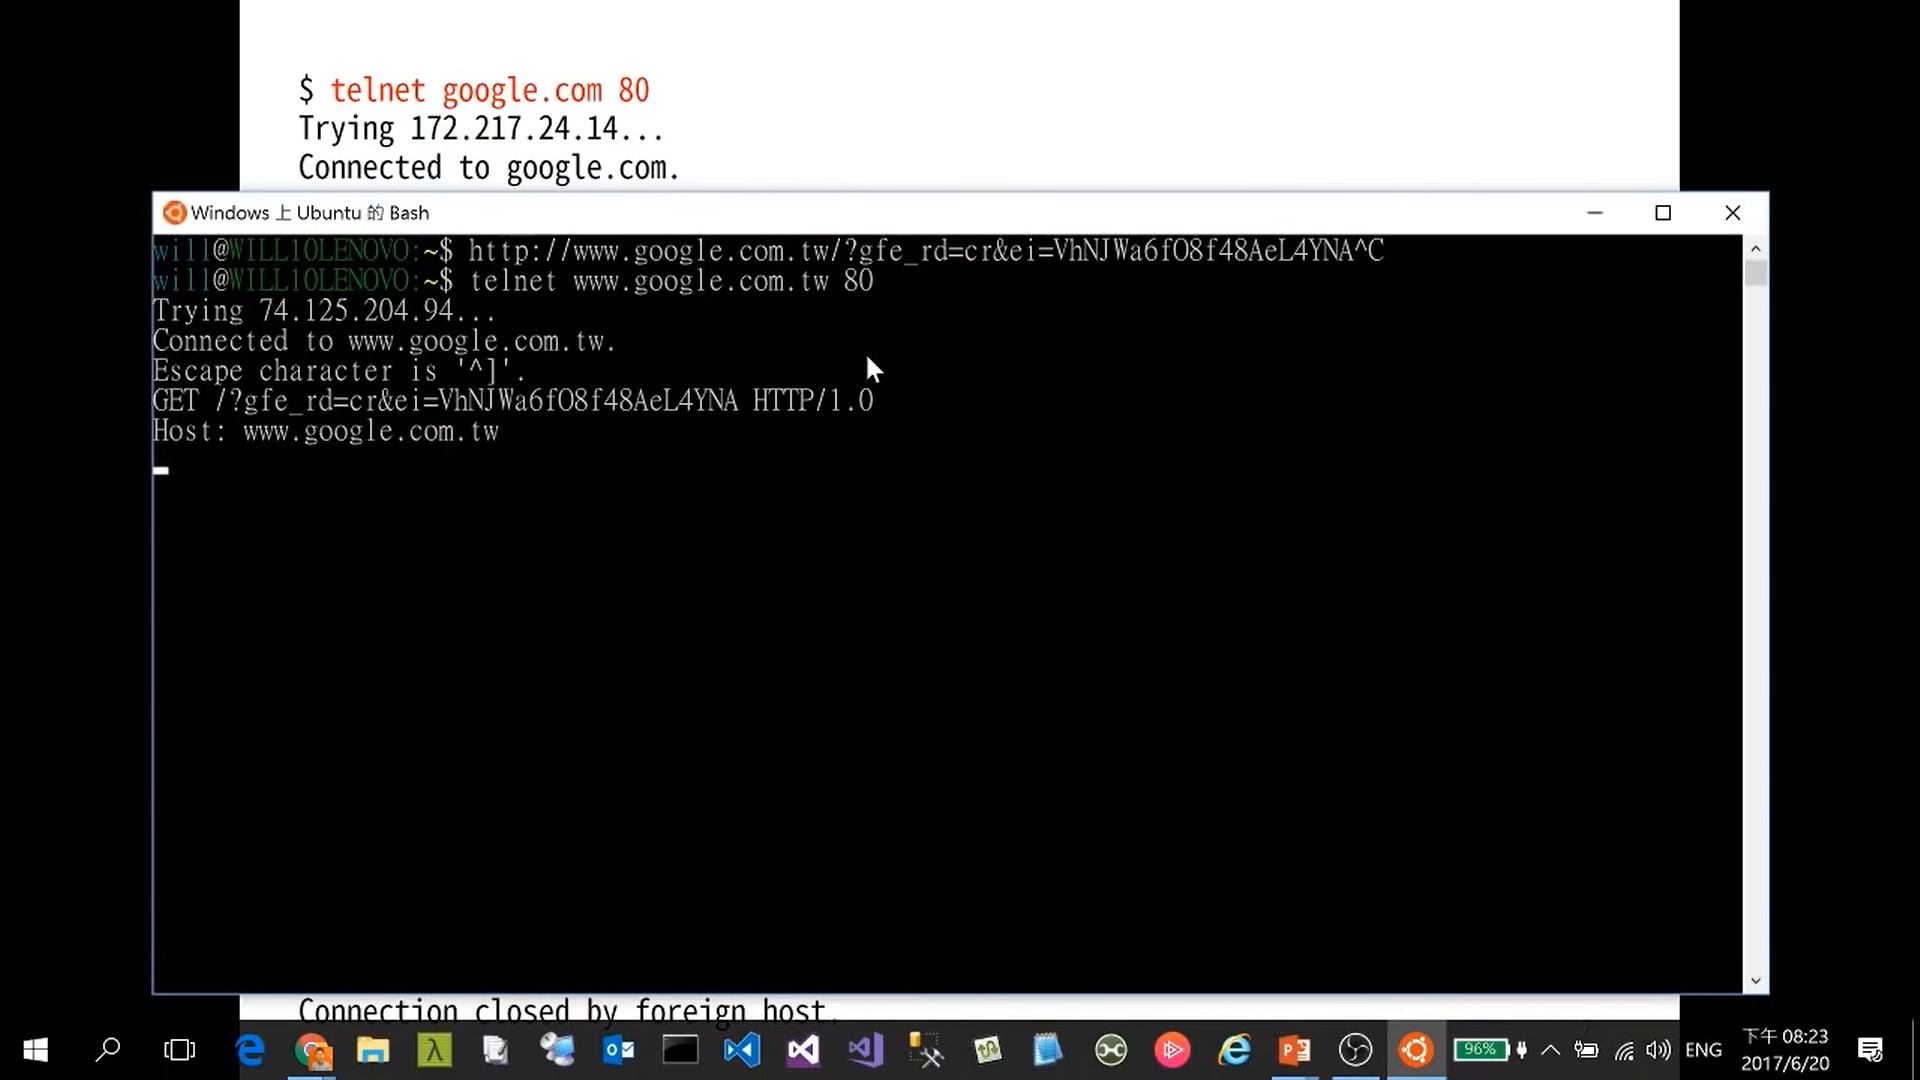 $ telnet google.com 80
Trying 172.217.24.14...
Connected to google.com.
Windows 上 Ubuntu 的 Bash
will@WILL10LENOVO:~$ http://www.google.com.tw/?gfe_rd=cr&ei=VhNJWa6fO8f48AeL4YNA^C
will@WILL10LENOVO:~$ telnet www.google.com.tw 80
Trying 74.125.204.94...
Connected to www.google.com.tw.
Escape character is '^]'.
GET /?gfe_rd=cr&ei=VhNJWa6fO8f48AeL4YNA HTTP/1.0
Host: www.google.com.tw
Connection closed by foreign host.
96%
ENG
下午 08:23
2017/6/20